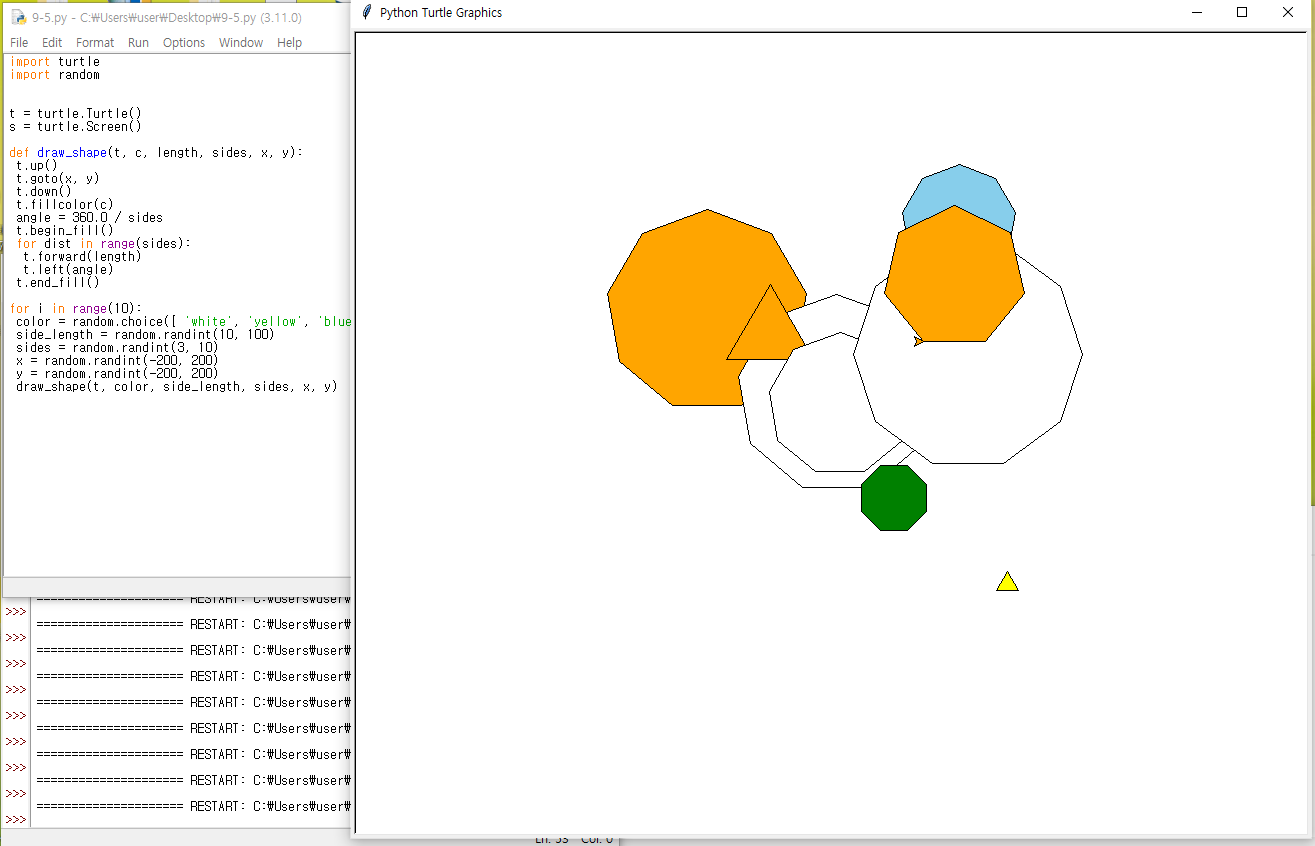 9-5.py - C:₩Users₩user₩Desktop₩9-5.py (3.11.0)
File Edit Format Run Options Window Help
import turtle
import random
t = turtle.Turtle()
s = turtle.Screen()
def draw_shape(t, c, length, sides, x, y):
t.up()
t.goto(x, y)
t.down()
t.fillcolor(c)
angle = 360.0 / sides
t.begin_fill()
for dist in range(sides):
t.forward(length)
t.left(angle)
t.end_fill()
for i in range(10):
color = random.choice([ 'white', 'yellow', 'blue
side_length = random.randint(10, 100)
sides = random.randint(3, 10)
x = random.randint(-200, 200)
y = random.randint(-200, 200)
draw_shape(t, color, side_length, sides, x, y)
===================== RESTART: C:₩Users₩user₩
>>>
===================== RESTART: C:₩Users₩user₩
>>>
===================== RESTART: C:₩Users₩user₩
>>>
===================== RESTART: C:₩Users₩user₩
>>>
===================== RESTART: C:₩Users₩user₩
>>>
===================== RESTART: C:₩Users₩user₩
>>>
===================== RESTART: C:₩Users₩user₩
>>>
===================== RESTART: C:₩Users₩user₩
>>>
===================== RESTART: C:₩Users₩user₩
>>>
Ln: 53 Col: 0
Python Turtle Graphics